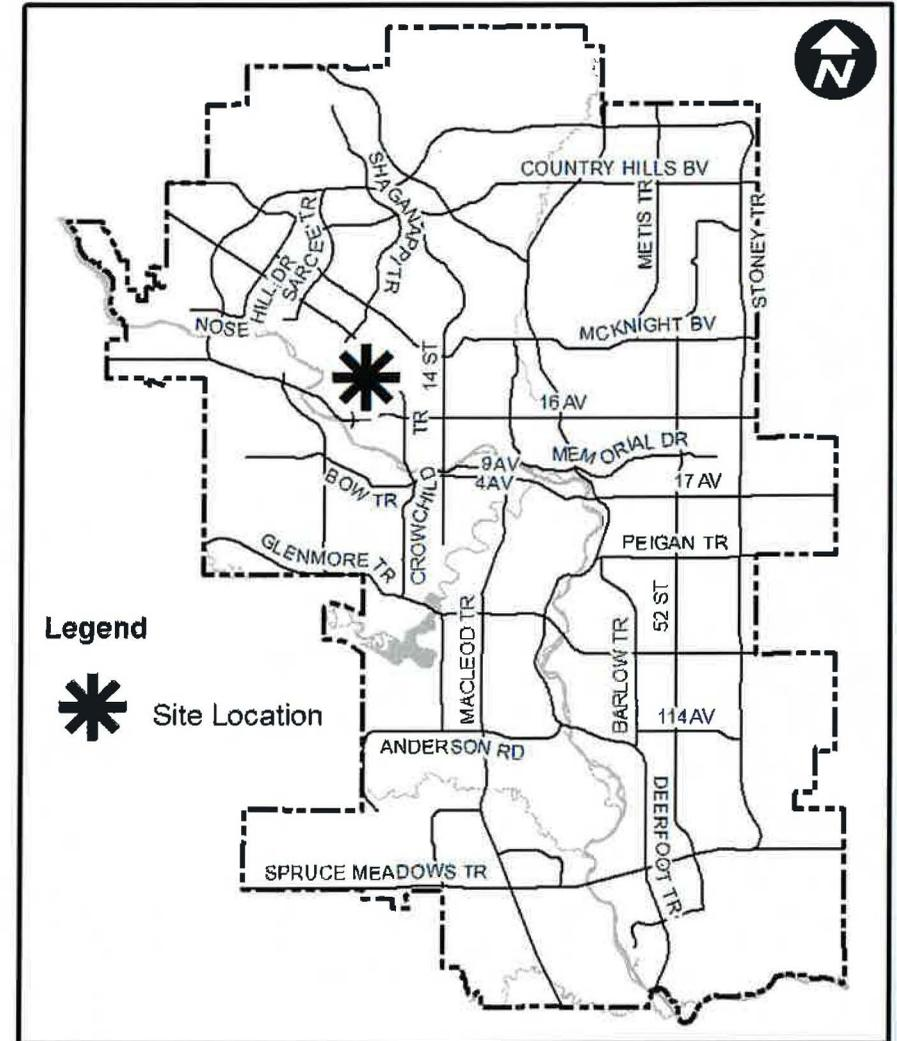 N
COUNTRY HILLS BV
SHAGANAPPI TR
METIS TR
STONEY TR
SARCEE TR
NOSE HILL DR
MCKNIGHT BV
14 ST
16 AV
CROWCHILD TR
MEMORIAL DR
9AV
4AV
17 AV
BOW TR
GLENMORE TR
PEIGAN TR
52 ST
Legend
MACLEOD TR
BARLOW TR
Site Location
114 AV
ANDERSON RD
DEERFOOT TR
SPRUCE MEADOWS TR